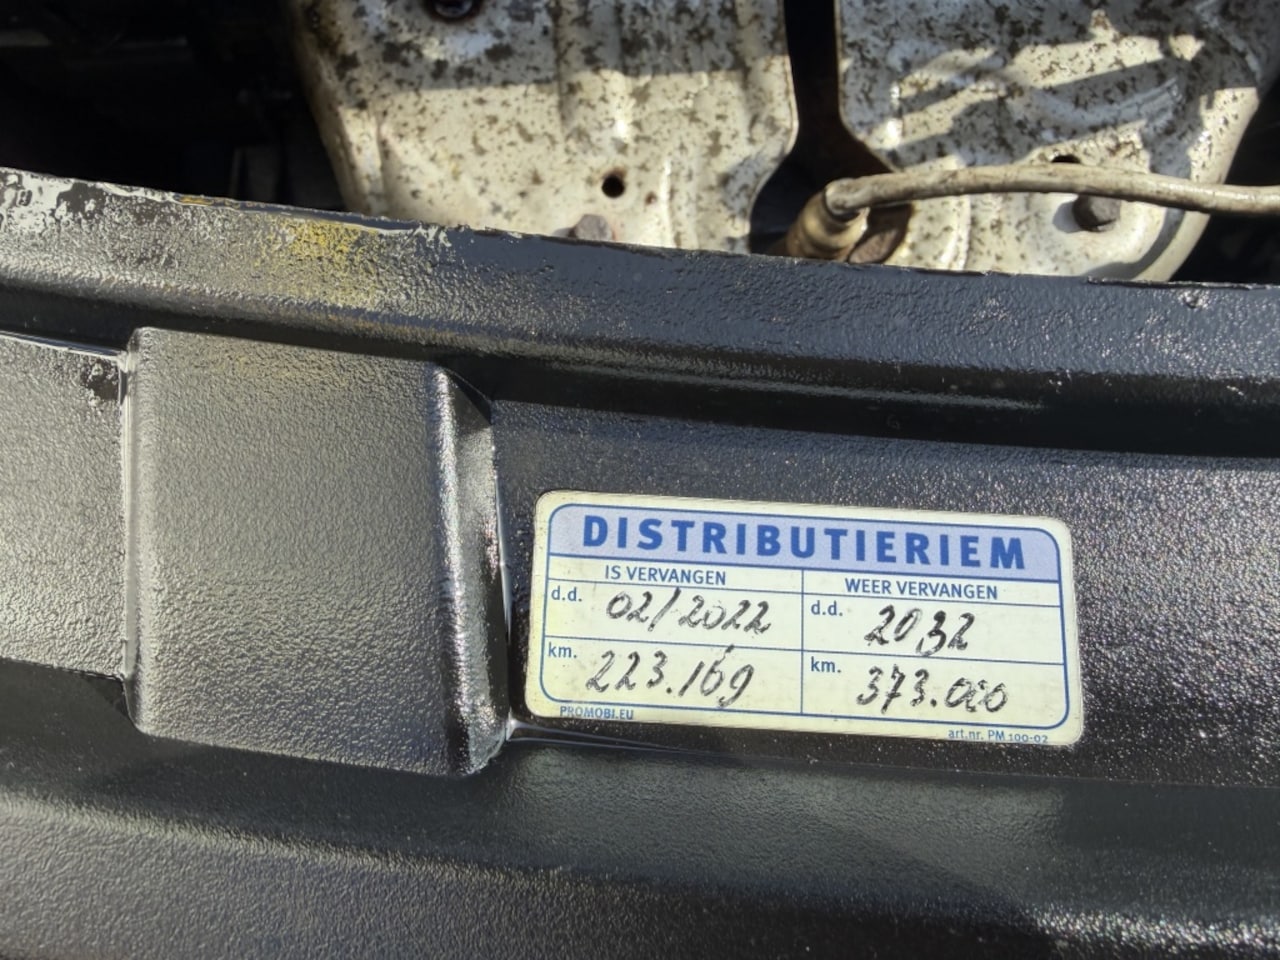 DISTRIBUTIERIEM
IS VERVANGEN
WEER VERVANGEN
d.d. 02/2022
d.d. 2032
km. 223.169
km. 373.000
PROMOBI.EU
art.nr. PM 100-02